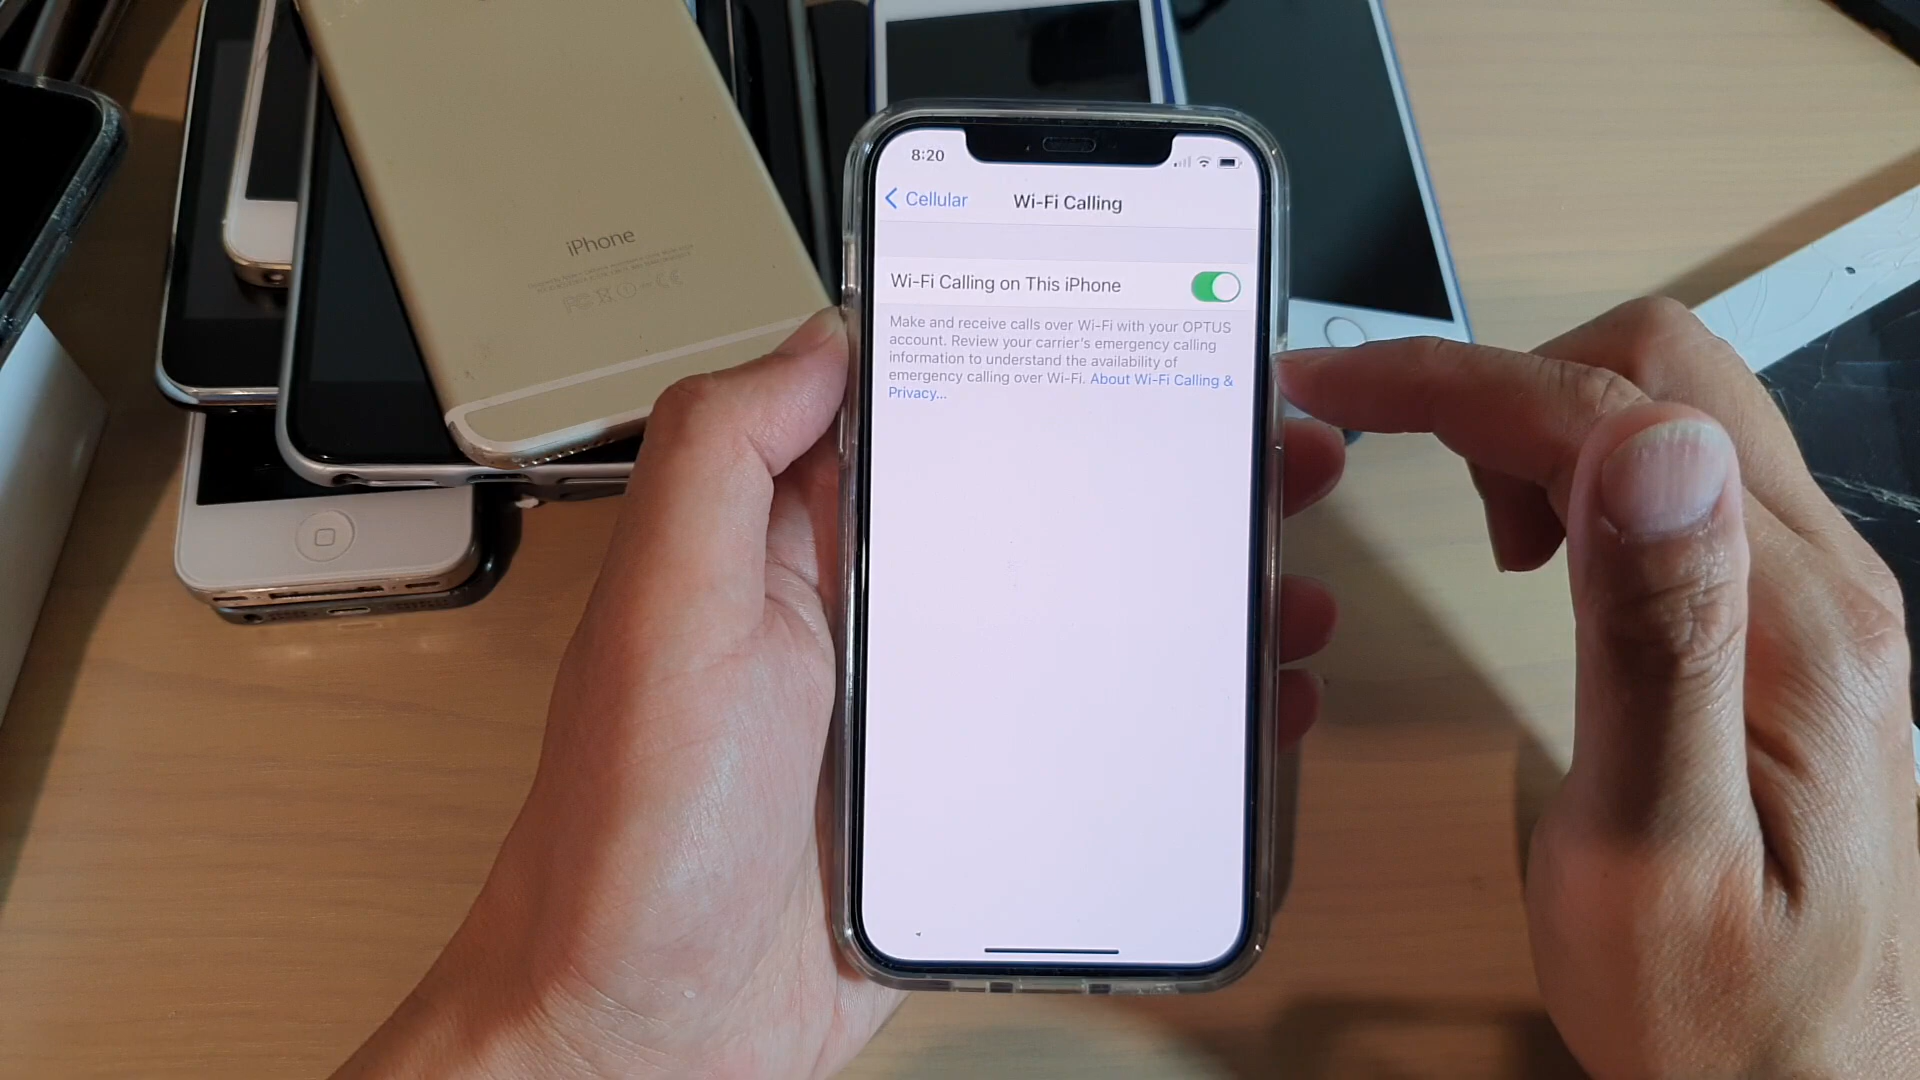 iPhone
8:20
Cellular
Wi-Fi Calling
Wi-Fi Calling on This iPhone
Make and receive calls over Wi-Fi with your OPTUS
account. Review your carrier's emergency calling
information to understand the availability of
emergency calling over Wi-Fi. About Wi-Fi Calling &
Privacy...